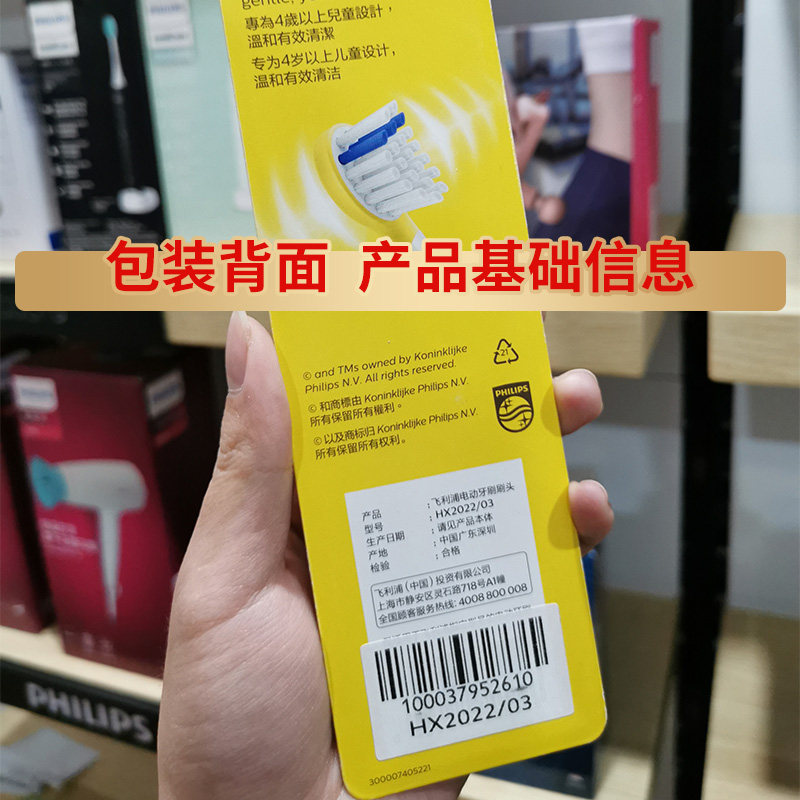 gentle, y
專為4歲以上兒童設計，
溫和有效清潔
专为4岁以上儿童设计，
温和有效清洁
包装背面 产品基础信息
© and TMs owned by Koninklijke
Philips N.V. All rights reserved.
© 和商標由 Koninklijke Philips N.V.
所有保留所有權利。
© 以及商标归 Koninklijke Philips N.V.
所有保留所有权利。
21
PHILIPS
产品 : 飞利浦电动牙刷刷头
型号 : HX2022/03
生产日期 : 请见产品本体
产地 : 中国广东深圳
检验 : 合格
飞利浦（中国）投资有限公司
上海市静安区灵石路718号A1幢
全国顾客服务热线: 4008 800 008
100037952610
HX2022/03
300007405221
PHILIPS